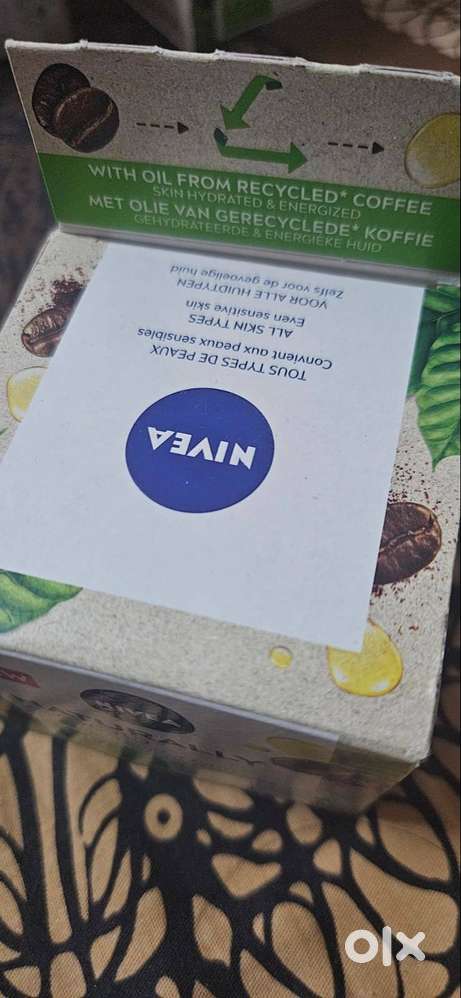 WITH OIL FROM RECYCLED* COFFEE
SKIN HYDRATED & ENERGIZED
MET OLIE VAN GERECYCLEDE* KOFFIE
GEHYDRATEERDE & ENERGIEKE HUID
NIVEA
TOUS TYPES DE PEAUX
Convient aux peaux sensibles
ALL SKIN TYPES
Even sensitive skin
VOOR ALLE HUIDTYPEN
Zelfs voor de gevoelige huid
NIVEA
NATURALLY
olx